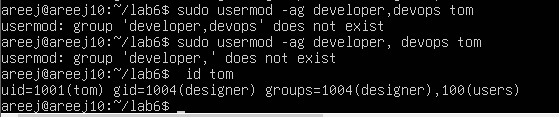 areej@areej10:~/lab6$ sudo usermod -ag developer,devops tom
usermod: group 'developer,devops' does not exist
areej@areej10:~/lab6$ sudo usermod -ag developer, devops tom
usermod: group 'developer,' does not exist
areej@areej10:~/lab6$  id tom
uid=1001(tom) gid=1004(designer) groups=1004(designer),100(users)
areej@areej10:~/lab6$